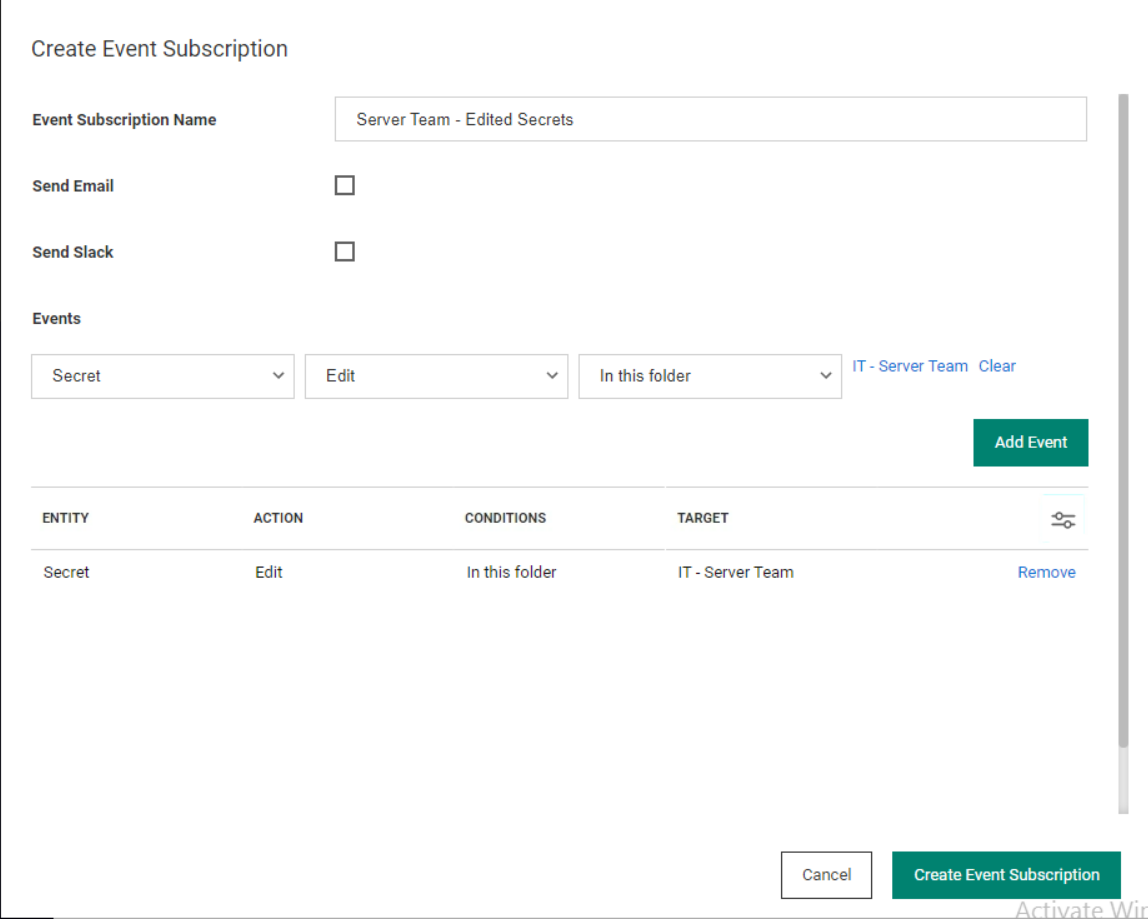 Create Event Subscription
Event Subscription Name
Server Team - Edited Secrets
Send Email
Send Slack
Events
Secret Edit In this folder IT - Server Team Clear
Add Event
ENTITY ACTION CONDITIONS TARGET
Secret Edit In this folder IT - Server Team Remove
Cancel Create Event Subscription
Activate Win